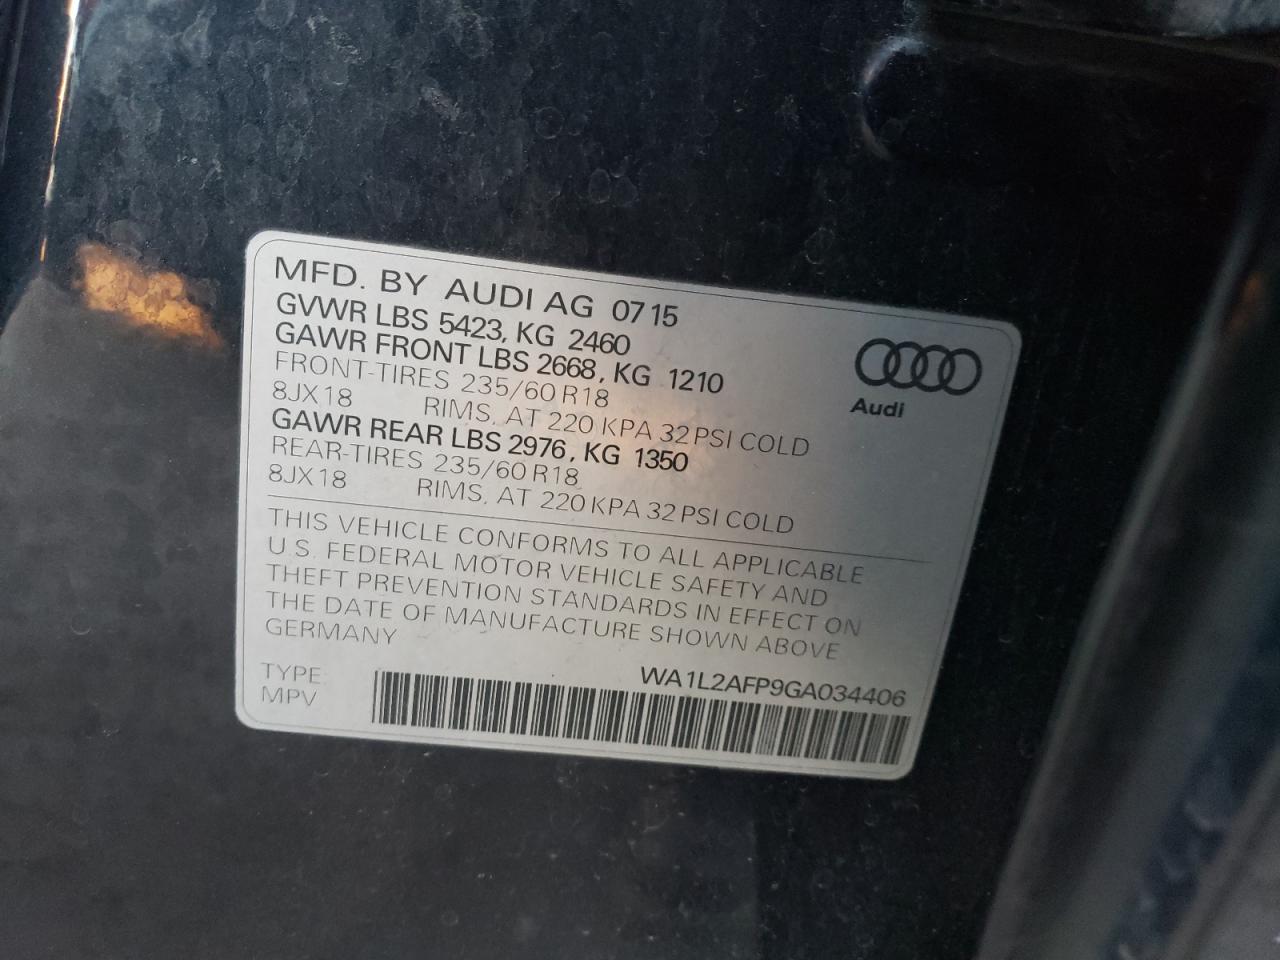 MFD. BY AUDI AG 0715
GVWR LBS 5423, KG 2460
GAWR FRONT LBS 2668, KG 1210
FRONT-TIRES 235/60 R18
8JX18 RIMS, AT 220 KPA 32 PSI COLD
GAWR REAR LBS 2976, KG 1350
REAR-TIRES 235/60 R18
8JX18 RIMS, AT 220 KPA 32 PSI COLD
Audi
THIS VEHICLE CONFORMS TO ALL APPLICABLE
U.S. FEDERAL MOTOR VEHICLE SAFETY AND
THEFT PREVENTION STANDARDS IN EFFECT ON
THE DATE OF MANUFACTURE SHOWN ABOVE
GERMANY
WA1L2AFP9GA034406
TYPE:
MPV